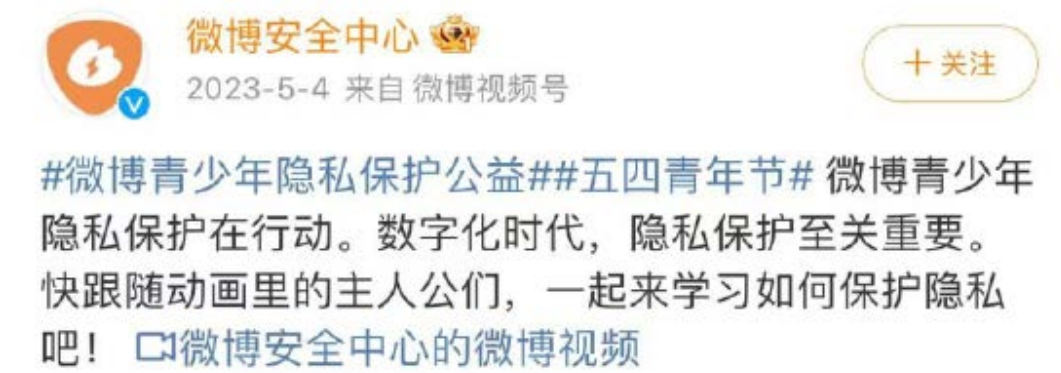 微博安全中心
2023-5-4 来自 微博视频号
+关注
#微博青少年隐私保护公益##五四青年节# 微博青少年
隐私保护在行动。数字化时代，隐私保护至关重要。
快跟随动画里的主人公们，一起来学习如何保护隐私
吧！ 微博安全中心的微博视频